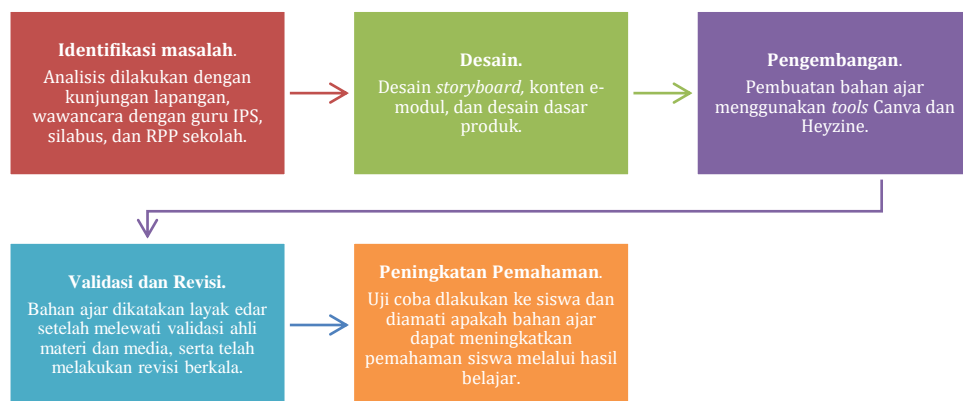 Identifikasi masalah.
Analisis dilakukan dengan
kunjungan lapangan,
wawancara dengan guru IPS,
silabus, dan RPP sekolah.
Desain.
Desain storyboard, konten e-
modul, dan desain dasar
produk.
Pengembangan.
Pembuatan bahan ajar
menggunakan tools Canva dan
Heyzine.
Validasi dan Revisi.
Bahan ajar dikatakan layak edar
setelah melewati validasi ahli
materi dan media, serta telah
melakukan revisi berkala.
Peningkatan Pemahaman.
Uji coba dlakukan ke siswa dan
diamati apakah bahan ajar
dapat meningkatkan
pemahaman siswa melalui hasil
belajar.